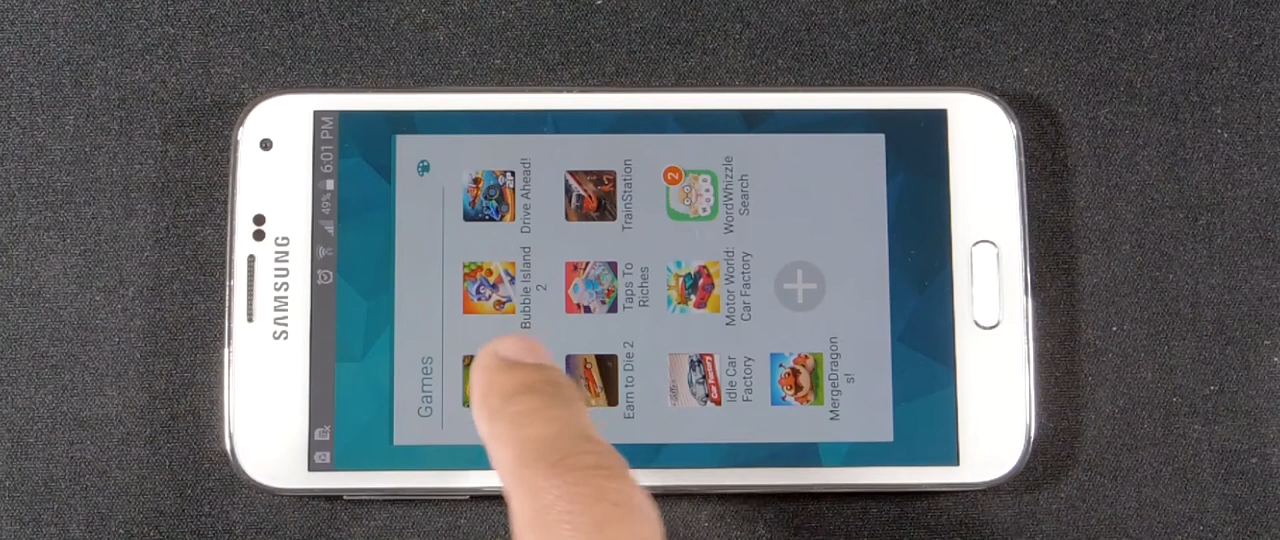 SAMSUNG
49%
6:01 PM
Games
Bubble Island
2
Drive Ahead!
Earn to Die 2
Taps To
Riches
TrainStation
Idle Car
Factory
Motor World:
Car Factory
2
WordWhizzle
Search
MergeDragon
s!